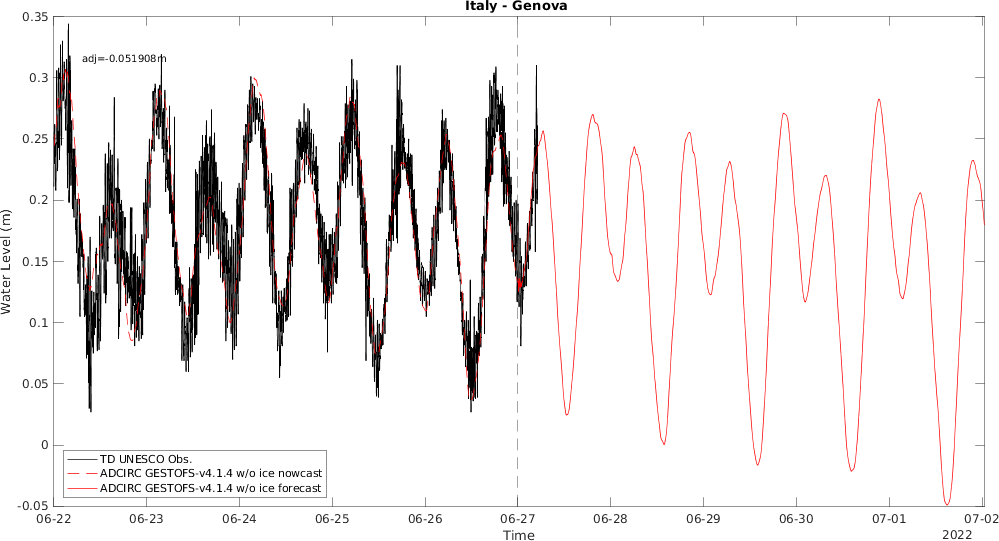 Italy - Genova
adj=-0.051908m
0.35
0.3
0.25
0.2
0.15
0.1
0.05
0
-0.05
Water Level (m)
TD UNESCO Obs.
ADCIRC GESTOFS-v4.1.4 w/o ice nowcast
ADCIRC GESTOFS-v4.1.4 w/o ice forecast
06-22 06-23 06-24 06-25 06-26 06-27 06-28 06-29 06-30 07-01 07-02
Time
2022